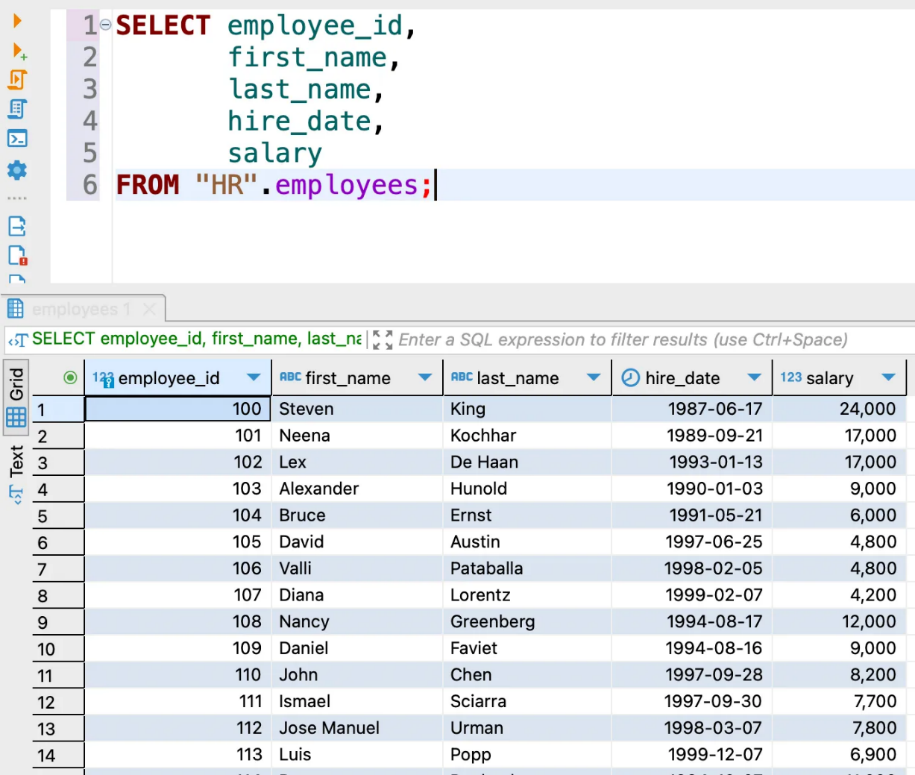 1 SELECT employee_id,
2 first_name,
3 last_name,
4 hire_date,
5 salary
6 FROM "HR".employees;
employees 1
SELECT employee_id, first_name, last_na Enter a SQL expression to filter results (use Ctrl+Space)
Grid
Text
123 employee_id ABC first_name ABC last_name hire_date 123 salary
1 100 Steven King 1987-06-17 24,000
2 101 Neena Kochhar 1989-09-21 17,000
3 102 Lex De Haan 1993-01-13 17,000
4 103 Alexander Hunold 1990-01-03 9,000
5 104 Bruce Ernst 1991-05-21 6,000
6 105 David Austin 1997-06-25 4,800
7 106 Valli Pataballa 1998-02-05 4,800
8 107 Diana Lorentz 1999-02-07 4,200
9 108 Nancy Greenberg 1994-08-17 12,000
10 109 Daniel Faviet 1994-08-16 9,000
11 110 John Chen 1997-09-28 8,200
12 111 Ismael Sciarra 1997-09-30 7,700
13 112 Jose Manuel Urman 1998-03-07 7,800
14 113 Luis Popp 1999-12-07 6,900